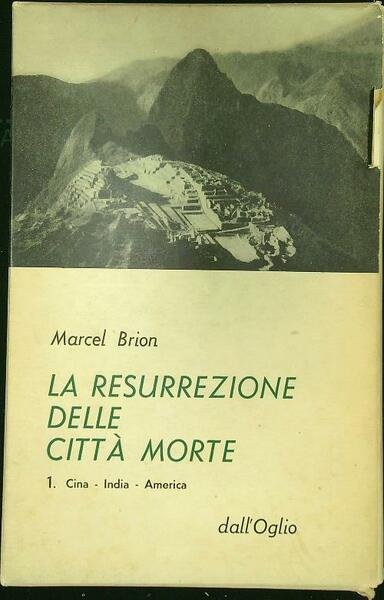 Marcel Brion
LA RESURREZIONE
DELLE
CITTÀ MORTE
1. Cina - India - America
dall'Oglio